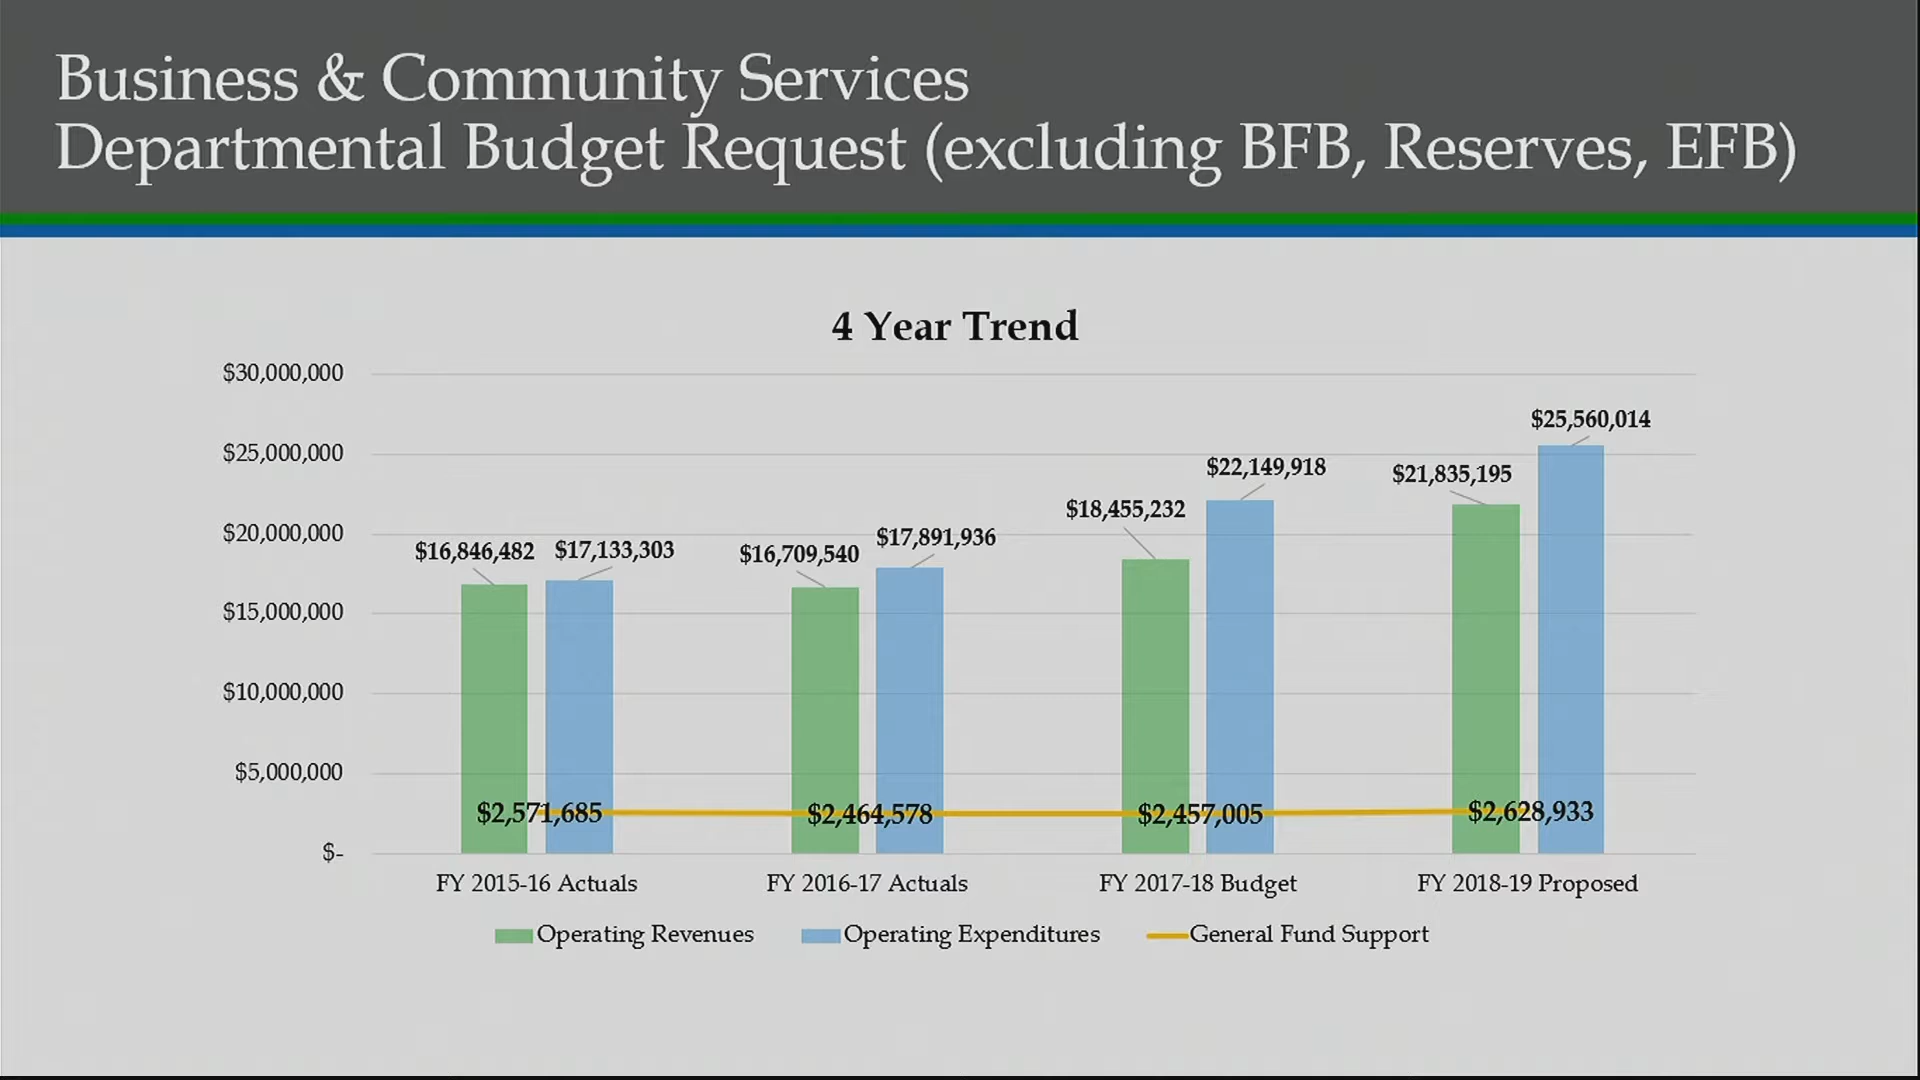 Business & Community Services
Departmental Budget Request (excluding BFB, Reserves, EFB)
4 Year Trend
$30,000,000
$25,000,000
$20,000,000
$15,000,000
$10,000,000
$5,000,000
$-
$16,846,482
$17,133,303
$16,709,540
$17,891,936
$18,455,232
$22,149,918
$21,835,195
$25,560,014
$2,571,685
$2,464,578
$2,457,005
$2,628,933
FY 2015-16 Actuals
FY 2016-17 Actuals
FY 2017-18 Budget
FY 2018-19 Proposed
Operating Revenues
Operating Expenditures
General Fund Support